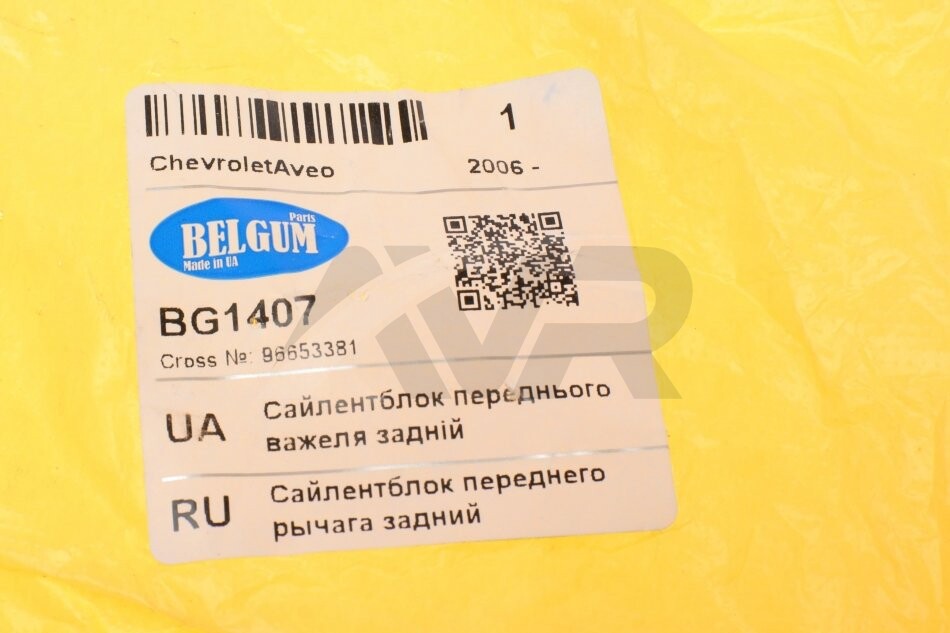 1
ChevroletAveo 2006 -
BELGUM Parts
Made in UA
BG1407
Cross №: 96653381
UA Сайлентблок переднього
важеля задній
RU Сайлентблок переднего
рычага задний
AVR